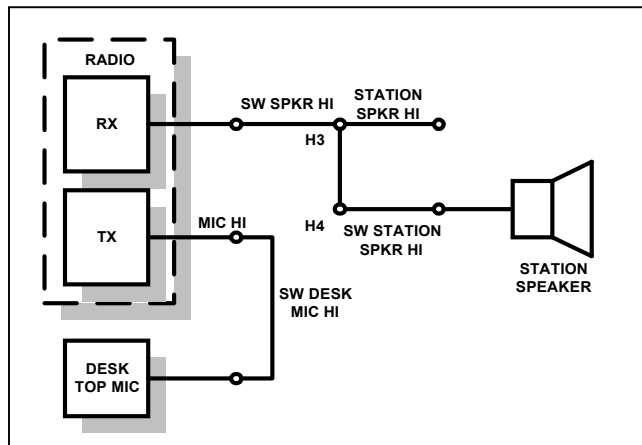 RADIO
RX
SW SPKR HI
STATION
SPKR HI
H3
TX
MIC HI
H4
SW STATION
SPKR HI
STATION
SPEAKER
SW DESK
MIC HI
DESK
TOP MIC